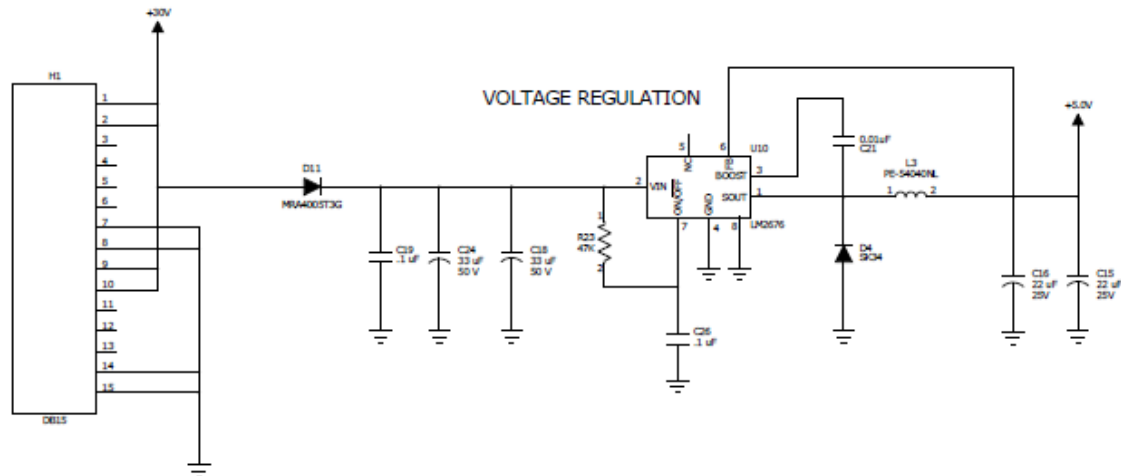 +30V
H1
1
2
3
4
5
6
7
8
9
10
11
12
13
14
15
DB15
D11
MRA4005T3G
C19
.1 uF
C24
33 uF
50 V
C18
33 uF
50 V
VOLTAGE REGULATION
R23
47K
1
2
2
VIN
5
NC
6
FB
U10
BOOST
3
SOUT
1
ON/OFF
GND
7
4
8
LM2676
C26
.1 uF
0.01uF
C21
L3
PE-54040NL
1
2
D4
SK34
+5.0V
C16
22 uF
25V
C15
22 uF
25V